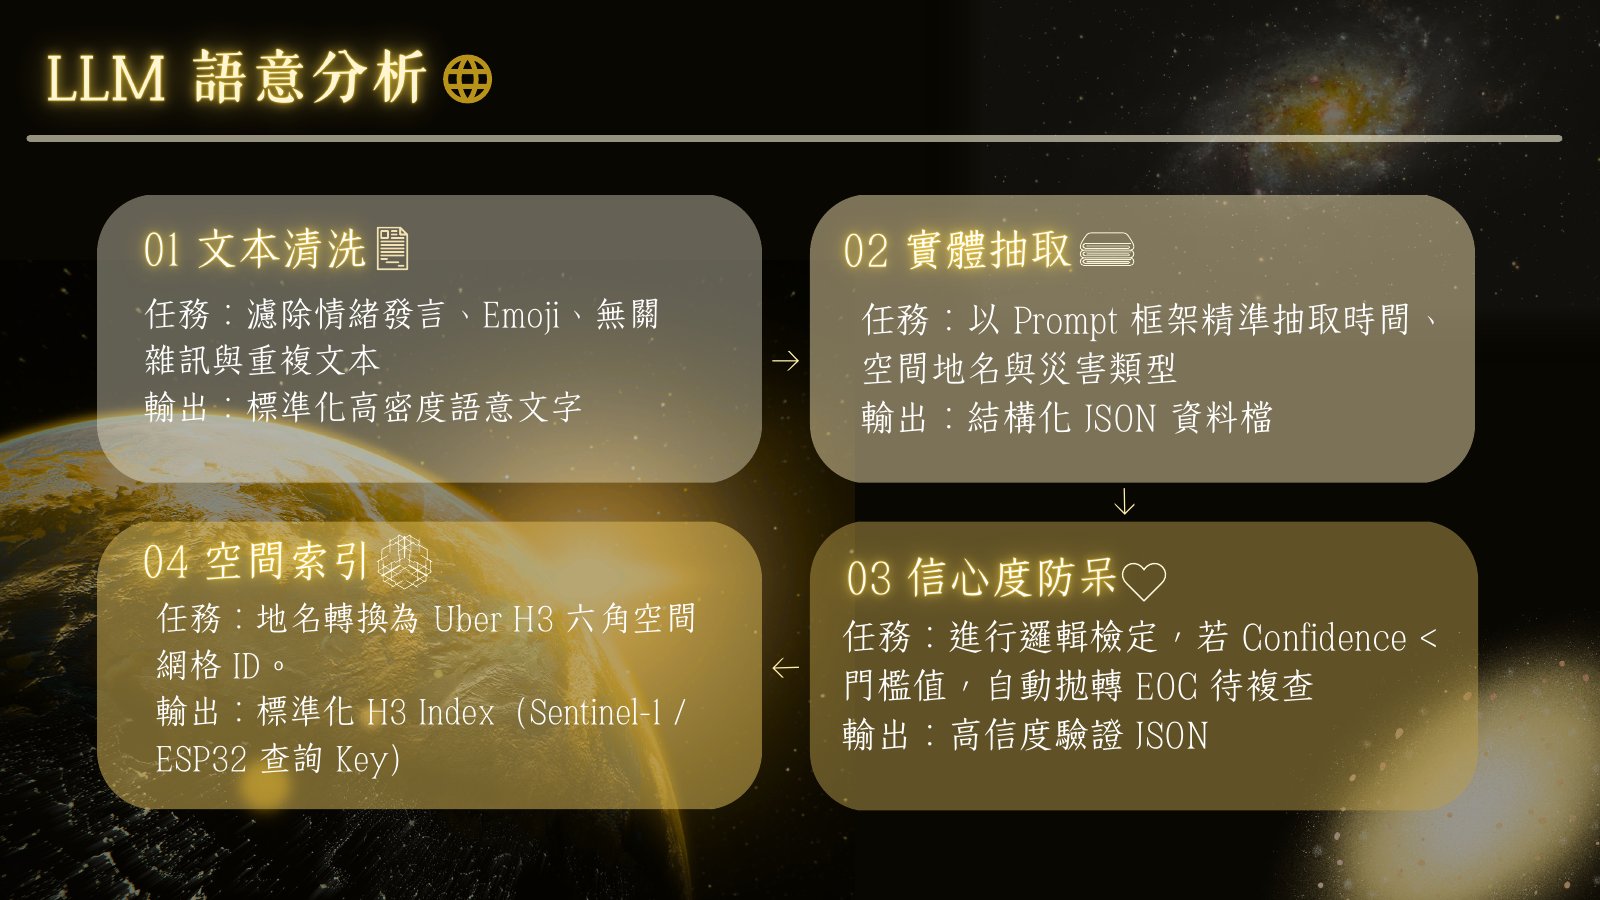 LLM 語意分析
01 文本清洗
任務：濾除情緒發言、Emoji、無關
雜訊與重複文本
輸出：標準化高密度語意文字
02 實體抽取
任務：以 Prompt 框架精準抽取時間、
空間地名與災害類型
輸出：結構化 JSON 資料檔
03 信心度防呆
任務：進行邏輯檢定，若 Confidence <
門檻值，自動拋轉 EOC 待複查
輸出：高信度驗證 JSON
04 空間索引
任務：地名轉換為 Uber H3 六角空間
網格 ID。
輸出：標準化 H3 Index（Sentinel-1 /
ESP32 查詢 Key）